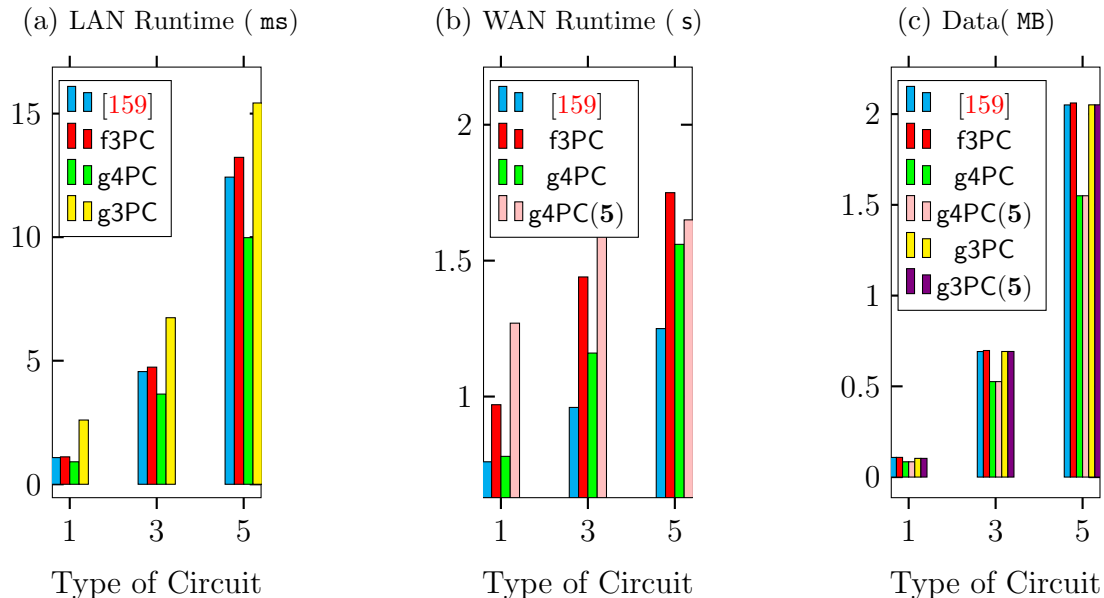 (a) LAN Runtime ( ms)
15
10
5
0
[159]
f3PC
g4PC
g3PC
1 3 5
Type of Circuit
(b) WAN Runtime ( s)
2
1.5
1
[159]
f3PC
g4PC
g4PC(5)
1 3 5
Type of Circuit
(c) Data( MB)
2
1.5
1
0.5
0
[159]
f3PC
g4PC
g4PC(5)
g3PC
g3PC(5)
1 3 5
Type of Circuit